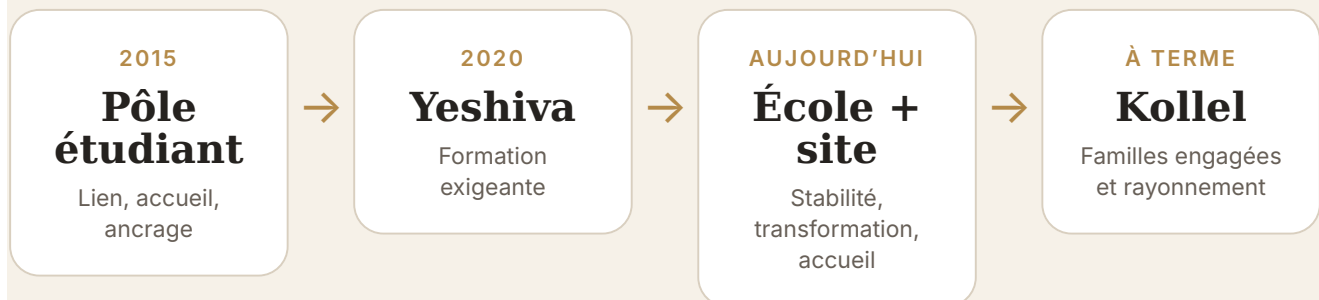 2015
Pôle
étudiant
Lien, accueil,
ancrage
→
2020
Yeshiva
Formation
exigeante
→
AUJOURD’HUI
École +
site
Stabilité,
transformation,
accueil
→
À TERME
Kollel
Familles engagées
et rayonnement